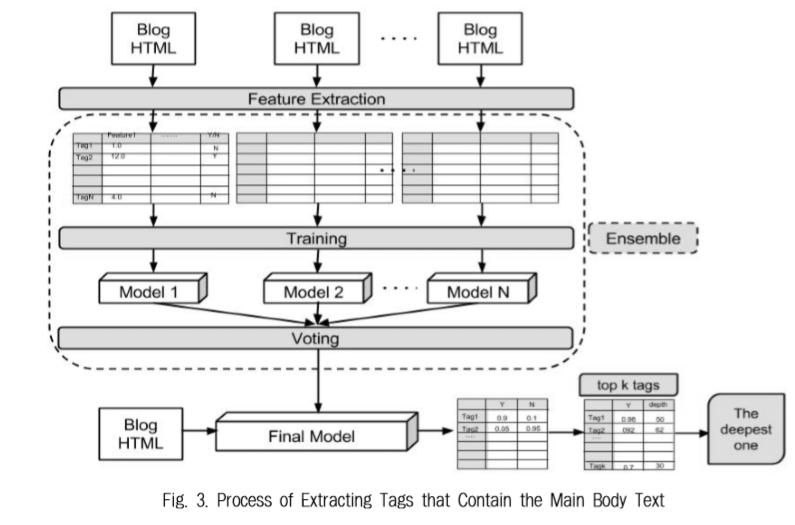 Blog HTML
Blog HTML
....
Blog HTML
Feature Extraction
Feature1 ...... Y/N
Tag1 1.0 N
Tag2 12.0 Y
TagN 4.0 N
....
Training
Ensemble
Model 1
Model 2
....
Model N
Voting
top k tags
Blog HTML
Final Model
Y N
Tag1 0.9 0.1
Tag2 0.05 0.95
....
Y depth
Tag1 0.98 50
Tag2 092 62
....
Tagk 0.7 30
The deepest one
Fig. 3. Process of Extracting Tags that Contain the Main Body Text